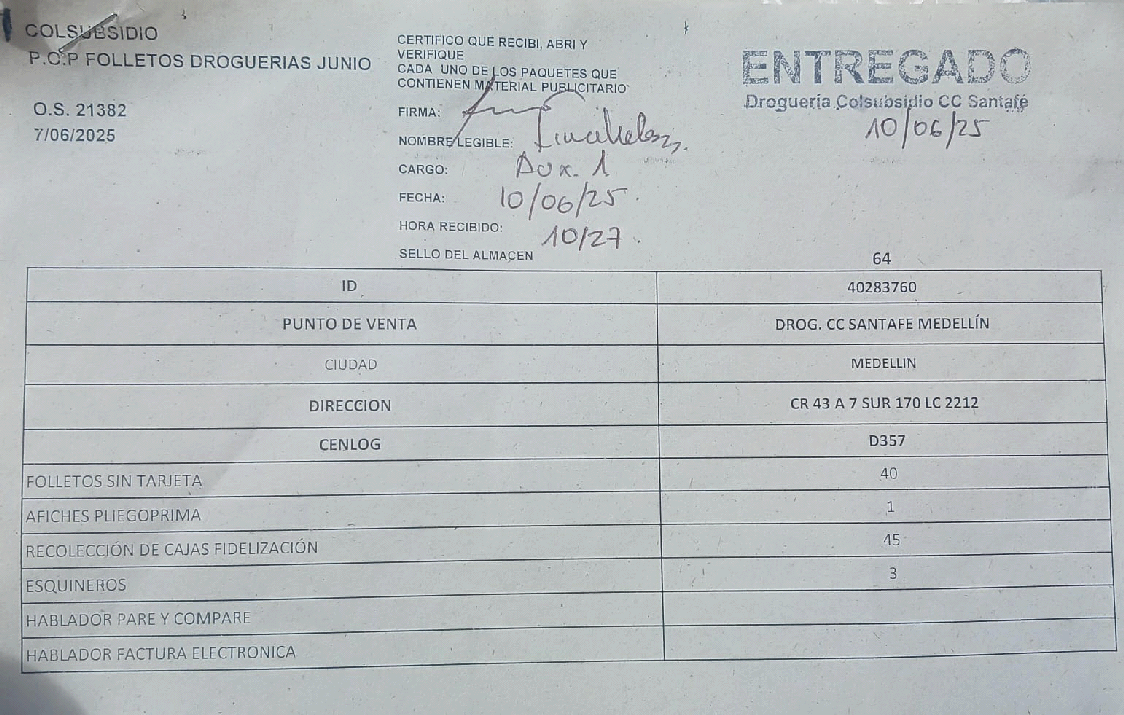 COLSUBSIDIO
P.O.P FOLLETOS DROGUERIAS JUNIO
O.S. 21382
7/06/2025
CERTIFICO QUE RECIBI, ABRI Y
VERIFIQUE
CADA UNO DE LOS PAQUETES QUE
CONTIENEN MATERIAL PUBLICITARIO
FIRMA:
NOMBRE LEGIBLE:
CARGO: Aux. 1
FECHA: 10/06/25
HORA RECIBIDO: 10/27
SELLO DEL ALMACEN
ENTREGADO
Droguería Colsubsidio CC Santafé
10/06/25
64
ID 40283760
PUNTO DE VENTA DROG. CC SANTAFE MEDELLÍN
CIUDAD MEDELLIN
DIRECCION CR 43 A 7 SUR 170 LC 2212
CENLOG D357
FOLLETOS SIN TARJETA 40
AFICHES PLIEGOPRIMA 1
RECOLECCIÓN DE CAJAS FIDELIZACIÓN 45
ESQUINEROS 3
HABLADOR PARE Y COMPARE
HABLADOR FACTURA ELECTRONICA